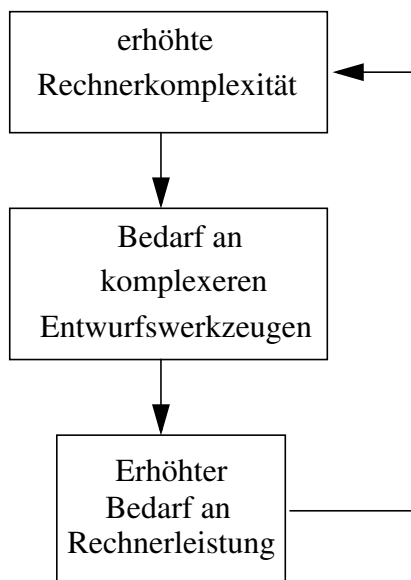 erhöhte
Rechnerkomplexität
Bedarf an
komplexeren
Entwurfswerkzeugen
Erhöhter
Bedarf an
Rechnerleistung